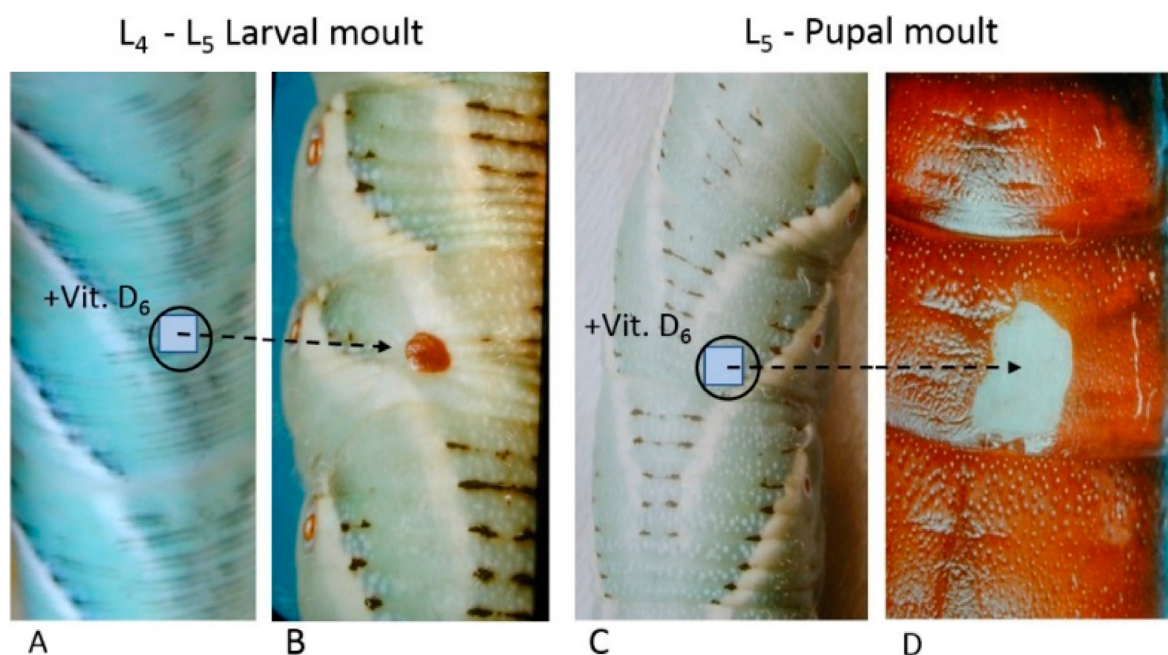 L₄ - L₅ Larval moult
L₅ - Pupal moult
+Vit. D₆
+Vit. D₆
A
B
C
D